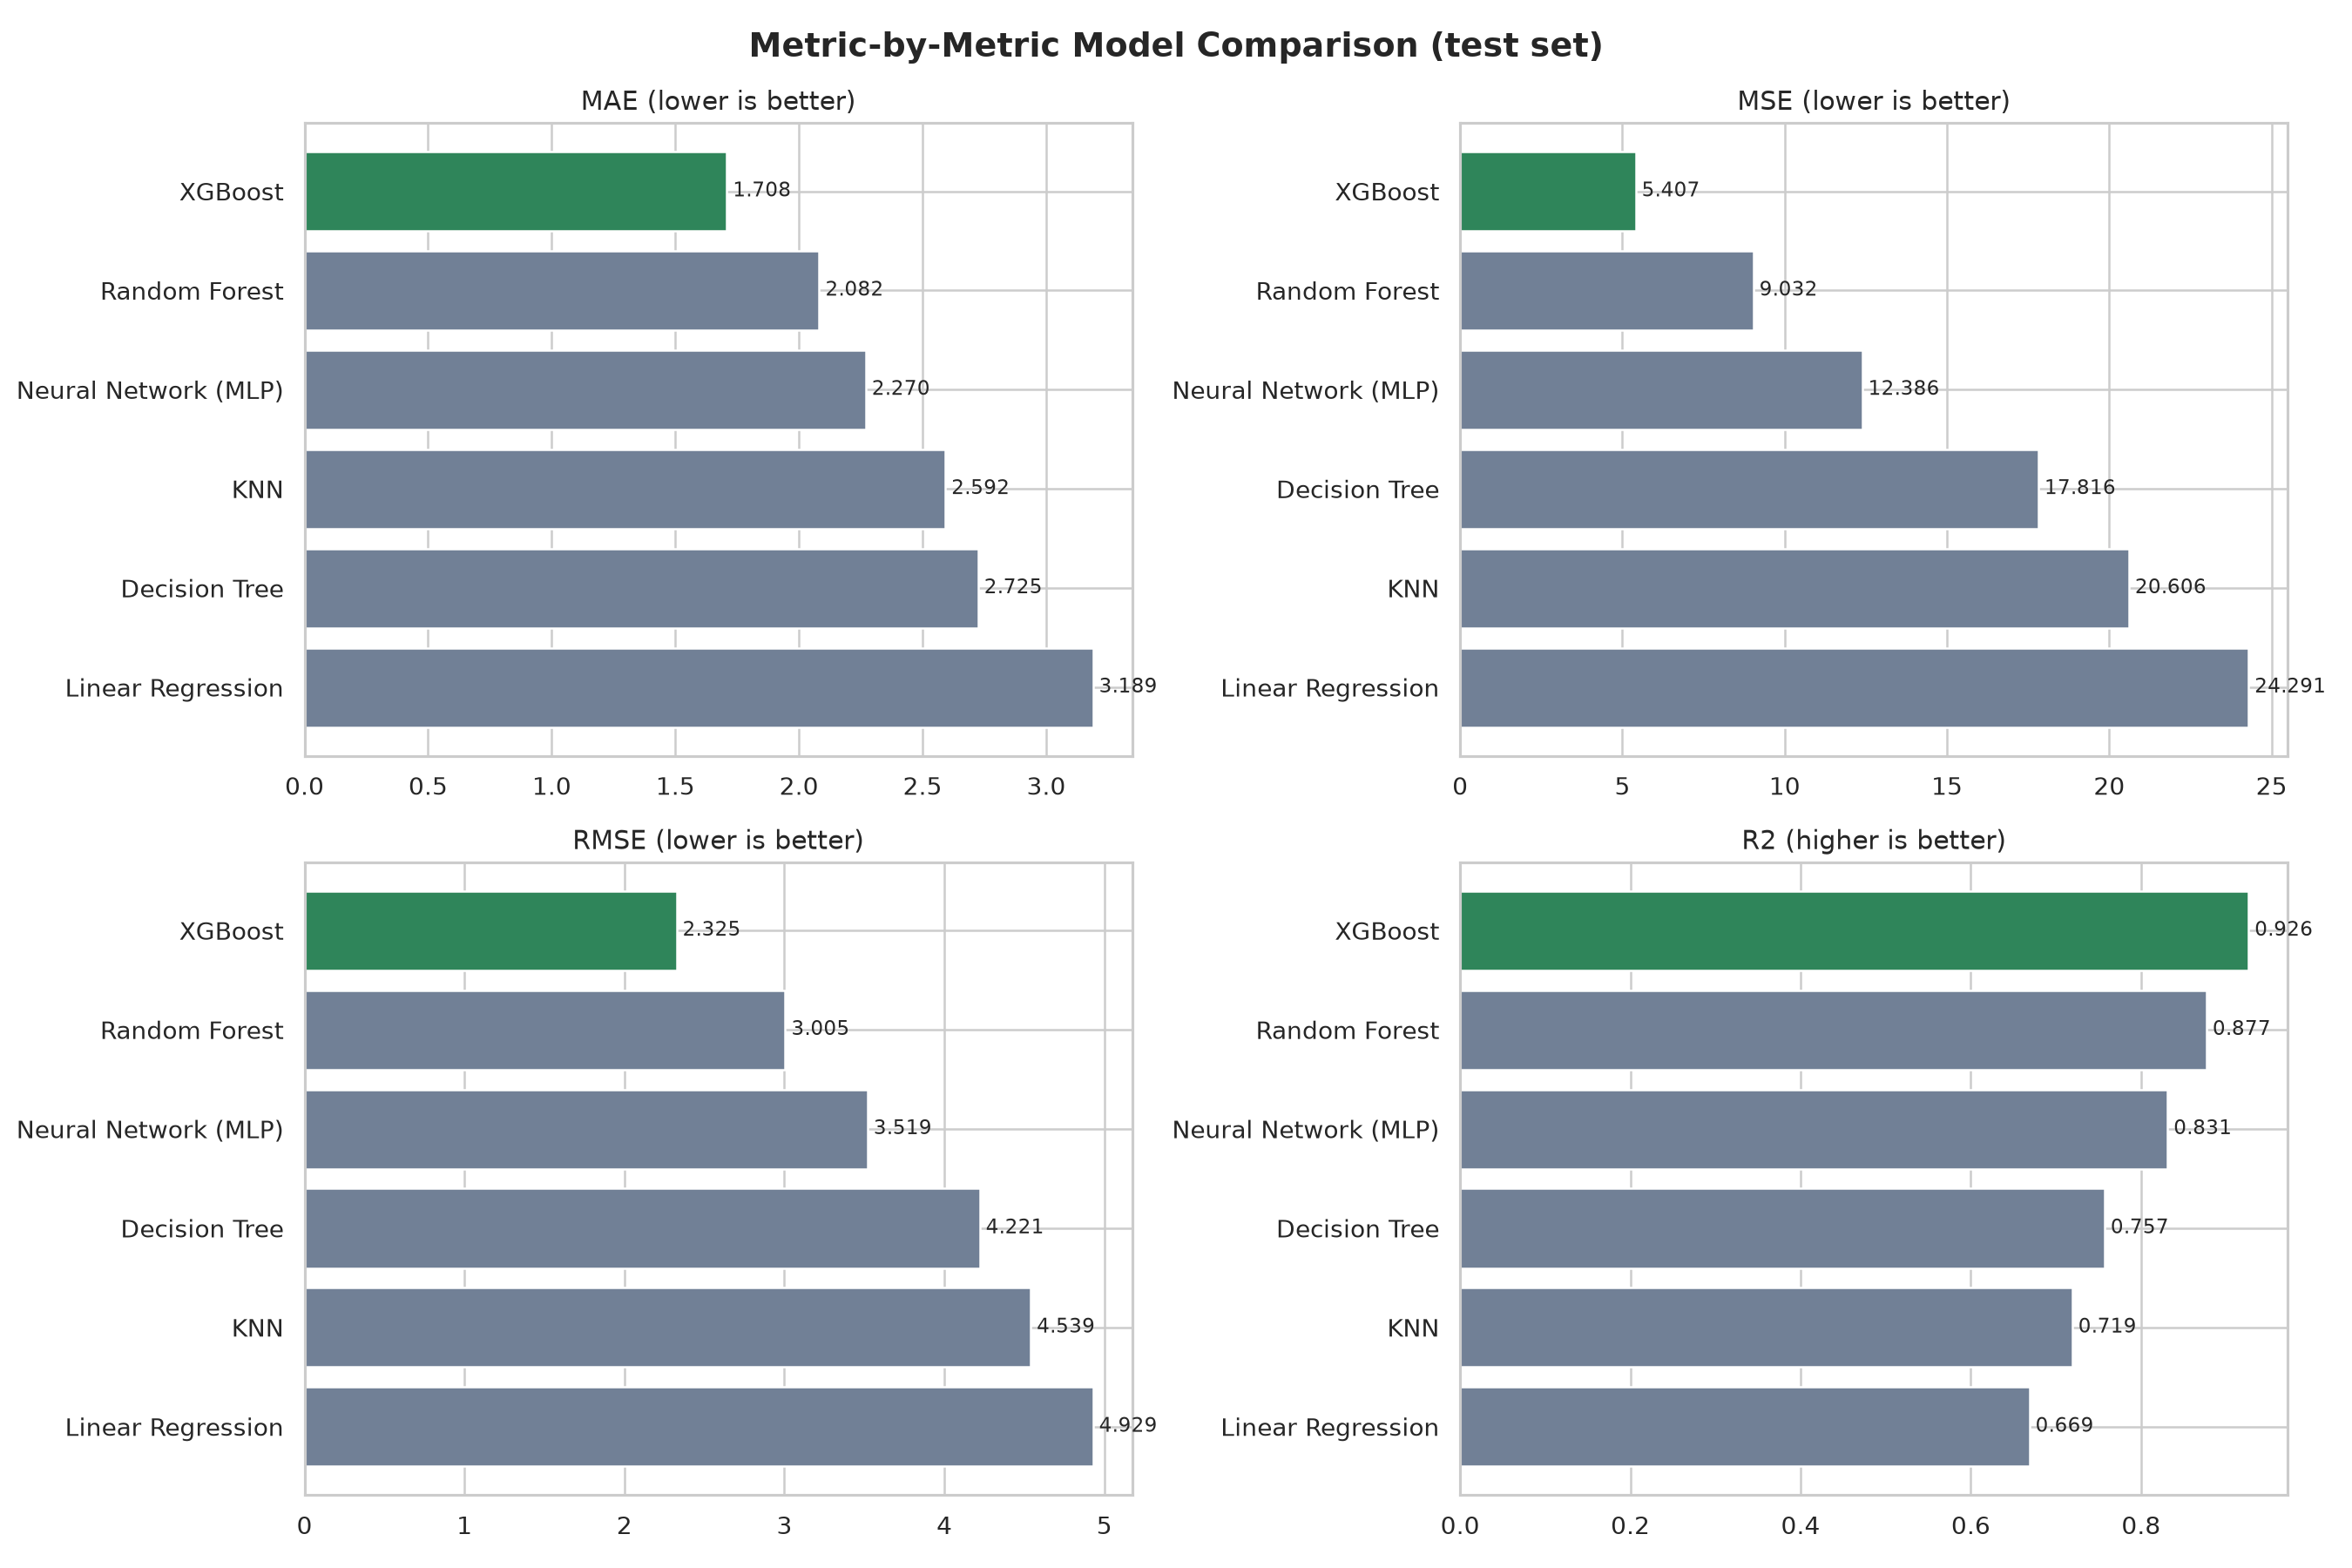 Metric-by-Metric Model Comparison (test set)
MAE (lower is better)
XGBoost 1.708
Random Forest 2.082
Neural Network (MLP) 2.270
KNN 2.592
Decision Tree 2.725
Linear Regression 3.189
0.0 0.5 1.0 1.5 2.0 2.5 3.0
MSE (lower is better)
XGBoost 5.407
Random Forest 9.032
Neural Network (MLP) 12.386
Decision Tree 17.816
KNN 20.606
Linear Regression 24.291
0 5 10 15 20 25
RMSE (lower is better)
XGBoost 2.325
Random Forest 3.005
Neural Network (MLP) 3.519
Decision Tree 4.221
KNN 4.539
Linear Regression 4.929
0 1 2 3 4 5
R2 (higher is better)
XGBoost 0.926
Random Forest 0.877
Neural Network (MLP) 0.831
Decision Tree 0.757
KNN 0.719
Linear Regression 0.669
0.0 0.2 0.4 0.6 0.8